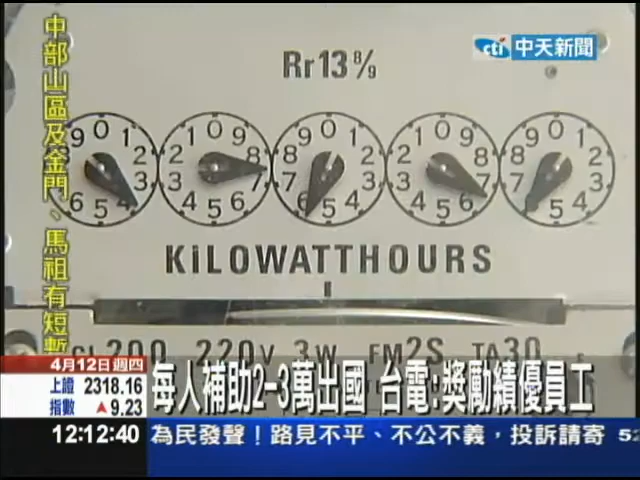 中部山區及金門、馬祖有短暫
cti 中天新聞
Rr 13 8/9
9 0 1 2 3 4 5 6
1 0 9 8 7 6 5 4 3 2
9 0 1 2 3 4 5 6 7 8
1 0 9 8 7 6 5 4 3 2
9 0 1 2 3 4 5 6 7 8
KiLOWATTHOURS
CL 200 220V 3W FM2S TA30
4月12日週四
上證指數 2318.16 ▲9.23
每人補助2-3萬出國 台電:獎勵績優員工
12:12:40
為民發聲!路見不平、不公不義,投訴請寄 52